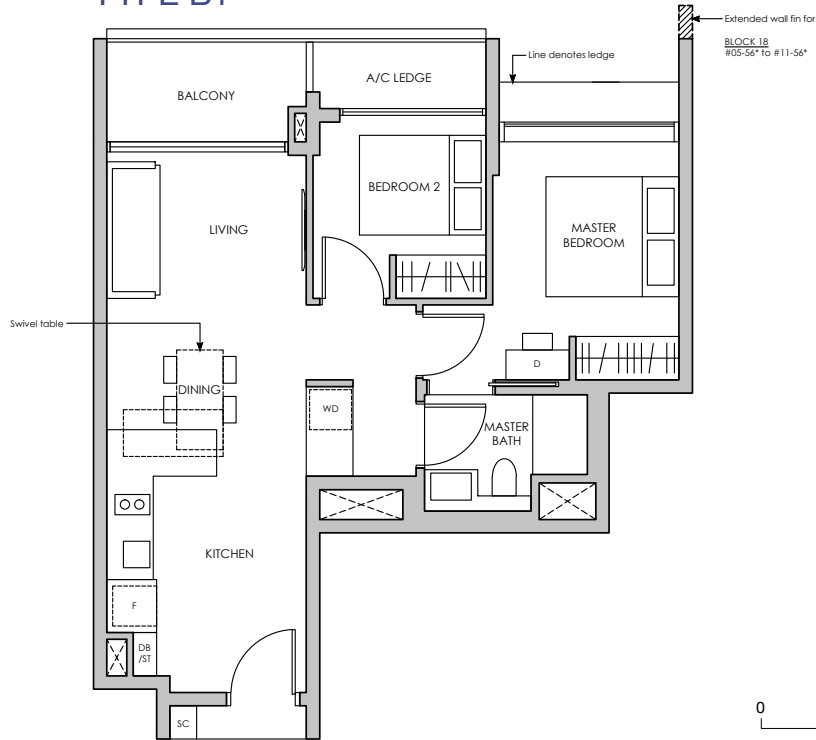 Extended wall fin for
BLOCK 18
#05-56* to #11-56*
Line denotes ledge
A/C LEDGE
BALCONY
BEDROOM 2
LIVING
MASTER
BEDROOM
Swivel table
D
DINING
WD
MASTER
BATH
KITCHEN
F
DB
/ST
SC
0